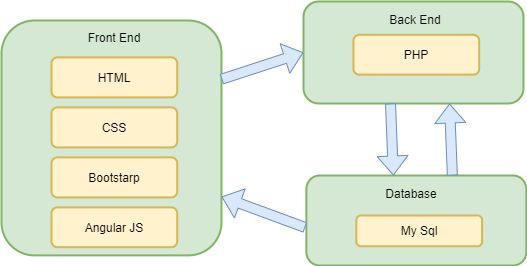 Front End
HTML
CSS
Bootstarp
Angular JS
Back End
PHP
Database
My Sql